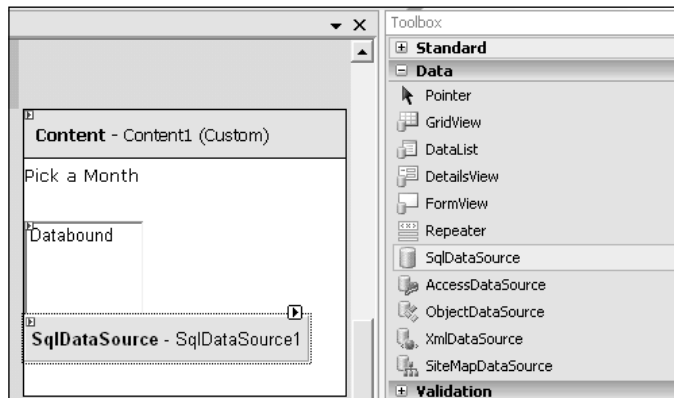 Toolbox
Standard
Data
Content - Content1 (Custom)
Pick a Month
Databound
SqlDataSource - SqlDataSource1
Pointer
GridView
DataList
DetailsView
FormView
Repeater
SqlDataSource
AccessDataSource
ObjectDataSource
XmlDataSource
SiteMapDataSource
Validation